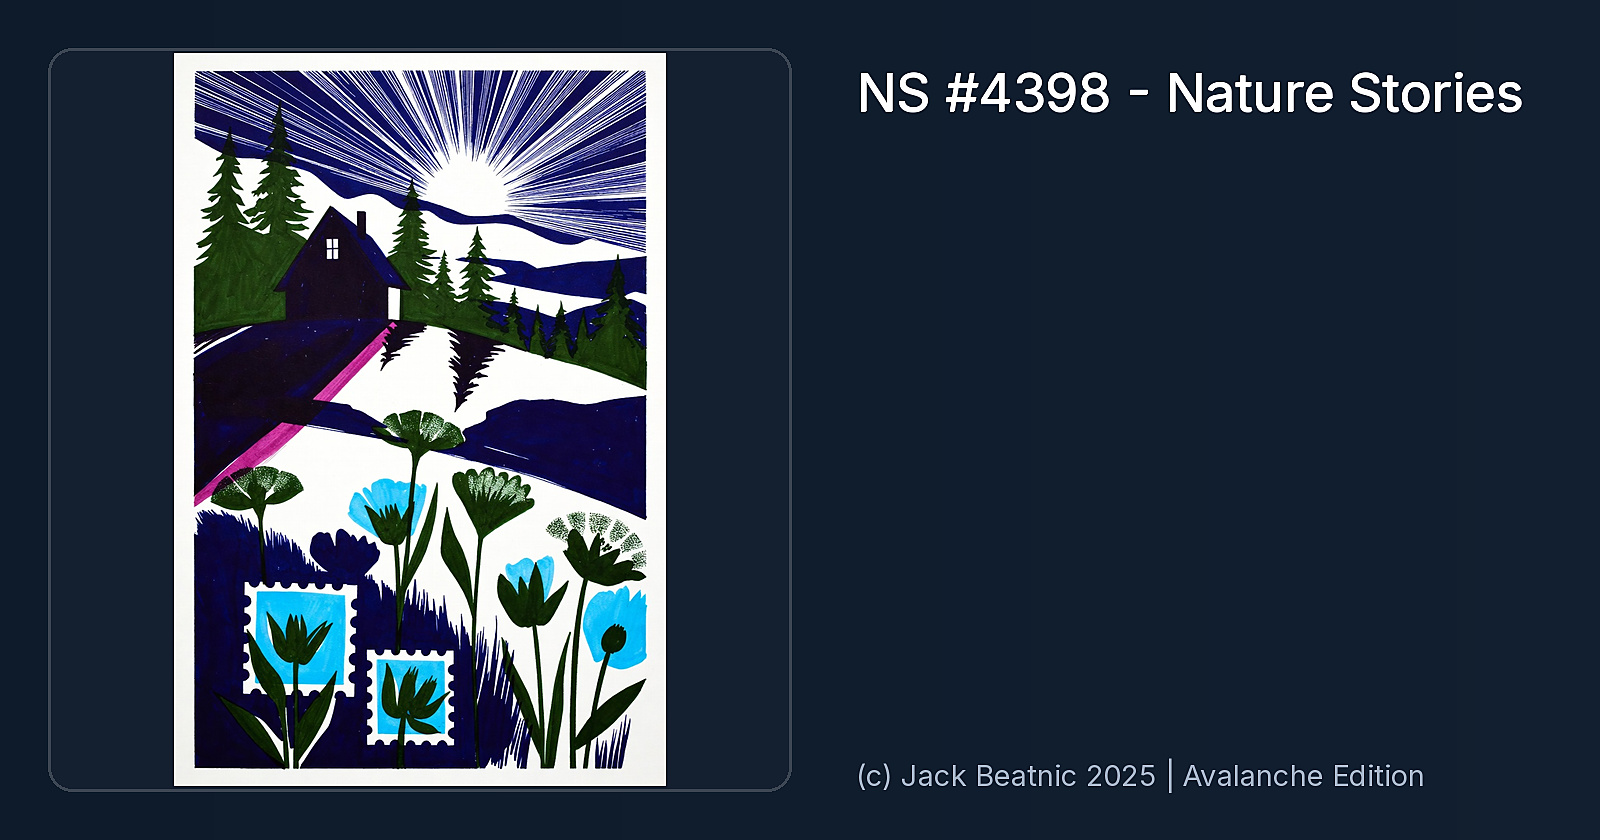 NS #4398 - Nature Stories
(c) Jack Beatnic 2025 | Avalanche Edition